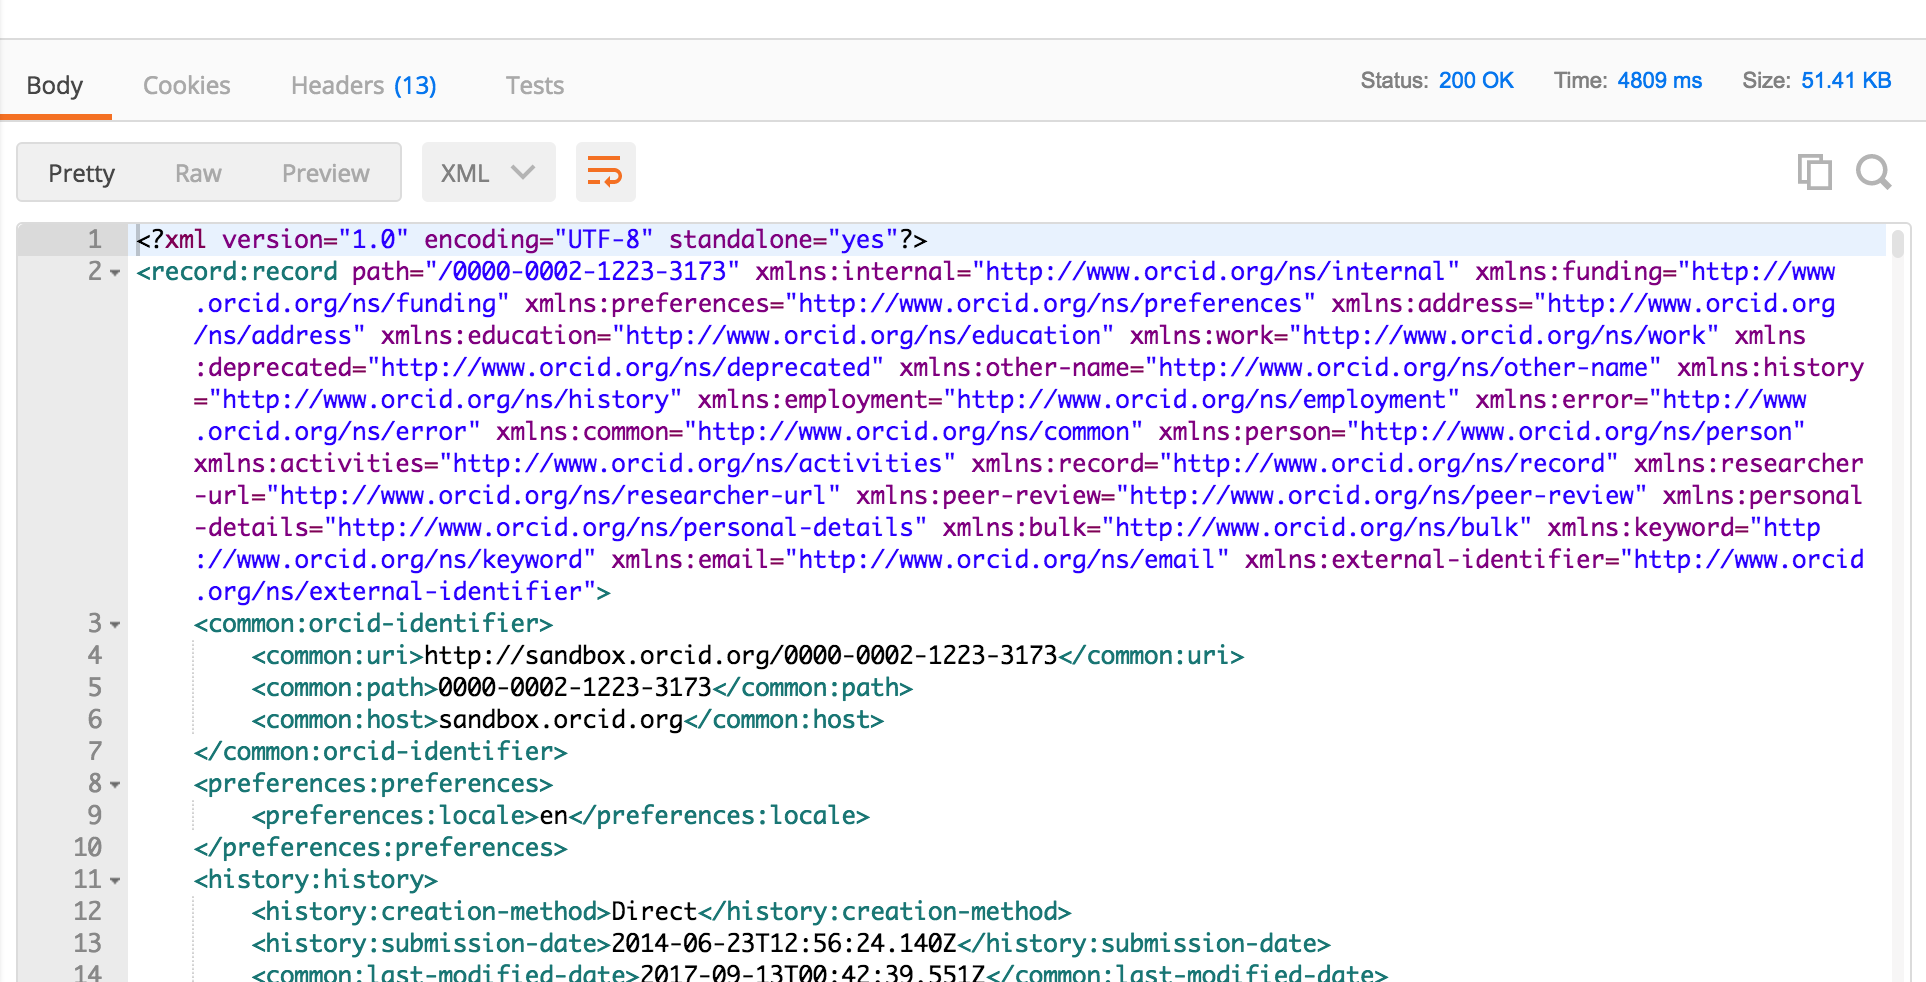 Body Cookies Headers (13) Tests Status: 200 OK Time: 4809 ms Size: 51.41 KB
Pretty Raw Preview XML
1 <?xml version="1.0" encoding="UTF-8" standalone="yes"?>
2 <record:record path="/0000-0002-1223-3173" xmlns:internal="http://www.orcid.org/ns/internal" xmlns:funding="http://www
.orcid.org/ns/funding" xmlns:preferences="http://www.orcid.org/ns/preferences" xmlns:address="http://www.orcid.org
/ns/address" xmlns:education="http://www.orcid.org/ns/education" xmlns:work="http://www.orcid.org/ns/work" xmlns
:deprecated="http://www.orcid.org/ns/deprecated" xmlns:other-name="http://www.orcid.org/ns/other-name" xmlns:history
="http://www.orcid.org/ns/history" xmlns:employment="http://www.orcid.org/ns/employment" xmlns:error="http://www
.orcid.org/ns/error" xmlns:common="http://www.orcid.org/ns/common" xmlns:person="http://www.orcid.org/ns/person"
xmlns:activities="http://www.orcid.org/ns/activities" xmlns:record="http://www.orcid.org/ns/record" xmlns:researcher
-url="http://www.orcid.org/ns/researcher-url" xmlns:peer-review="http://www.orcid.org/ns/peer-review" xmlns:personal
-details="http://www.orcid.org/ns/personal-details" xmlns:bulk="http://www.orcid.org/ns/bulk" xmlns:keyword="http
://www.orcid.org/ns/keyword" xmlns:email="http://www.orcid.org/ns/email" xmlns:external-identifier="http://www.orcid
.org/ns/external-identifier">
3 <common:orcid-identifier>
4 <common:uri>http://sandbox.orcid.org/0000-0002-1223-3173</common:uri>
5 <common:path>0000-0002-1223-3173</common:path>
6 <common:host>sandbox.orcid.org</common:host>
7 </common:orcid-identifier>
8 <preferences:preferences>
9 <preferences:locale>en</preferences:locale>
10 </preferences:preferences>
11 <history:history>
12 <history:creation-method>Direct</history:creation-method>
13 <history:submission-date>2014-06-23T12:56:24.140Z</history:submission-date>
14 <common:last-modified-date>2017-09-13T00:42:39.551Z</common:last-modified-date>